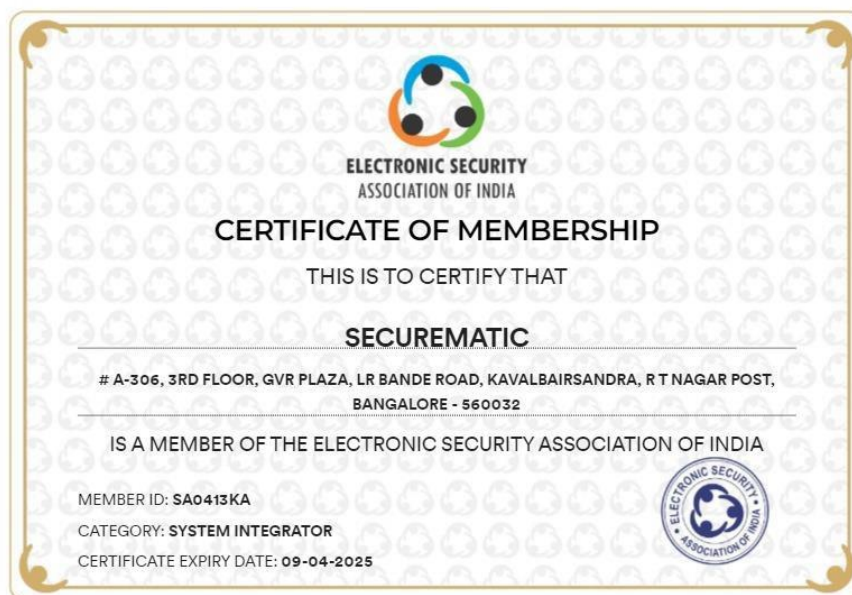 ELECTRONIC SECURITY
ASSOCIATION OF INDIA
CERTIFICATE OF MEMBERSHIP
THIS IS TO CERTIFY THAT
SECUREMATIC
# A-306, 3RD FLOOR, GVR PLAZA, LR BANDE ROAD, KAVALBAIRSANDRA, R T NAGAR POST,
BANGALORE - 560032
IS A MEMBER OF THE ELECTRONIC SECURITY ASSOCIATION OF INDIA
MEMBER ID: SA0413KA
CATEGORY: SYSTEM INTEGRATOR
CERTIFICATE EXPIRY DATE: 09-04-2025
ELECTRONIC SECURITY
ASSOCIATION OF INDIA